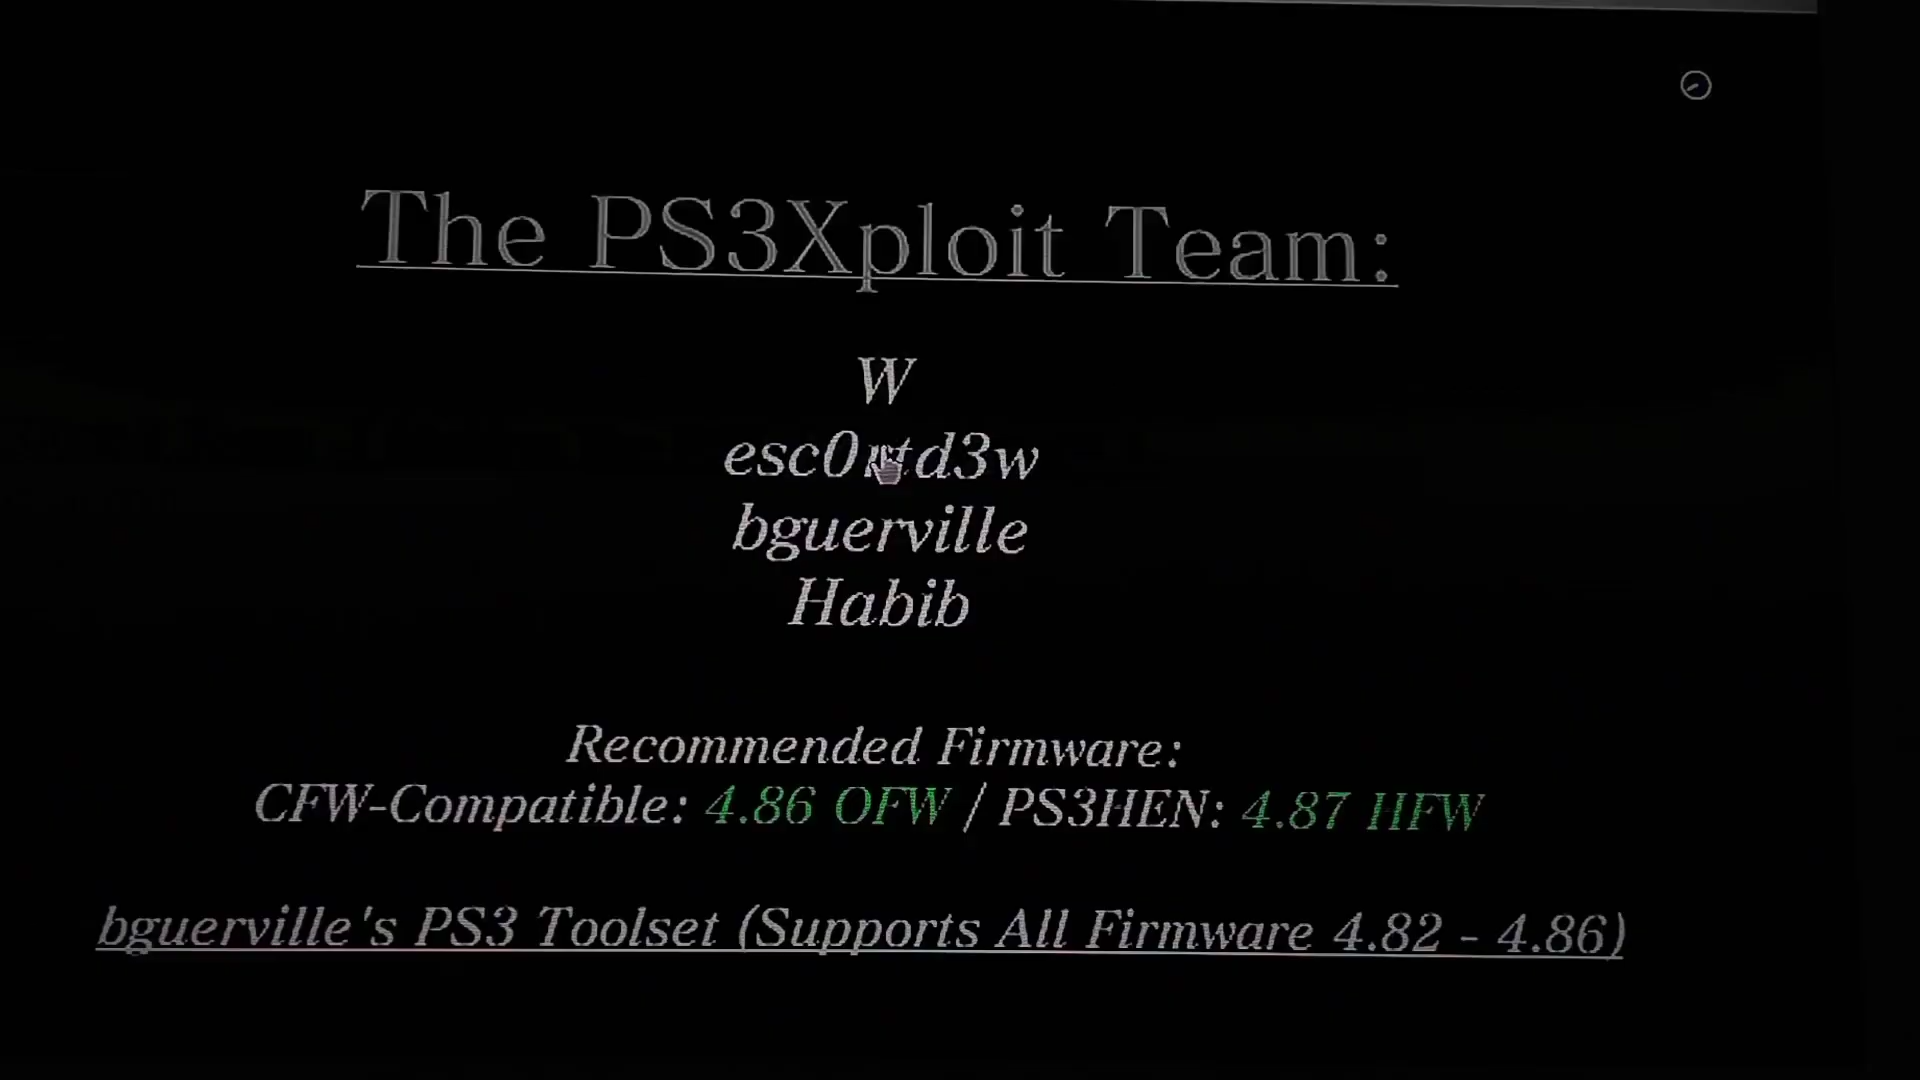 The PS3Xploit Team:
W
esc0rtd3w
bguerville
Habib
Recommended Firmware:
CFW-Compatible: 4.86 OFW / PS3HEN: 4.87 HFW
bguerville's PS3 Toolset (Supports All Firmware 4.82 - 4.86)